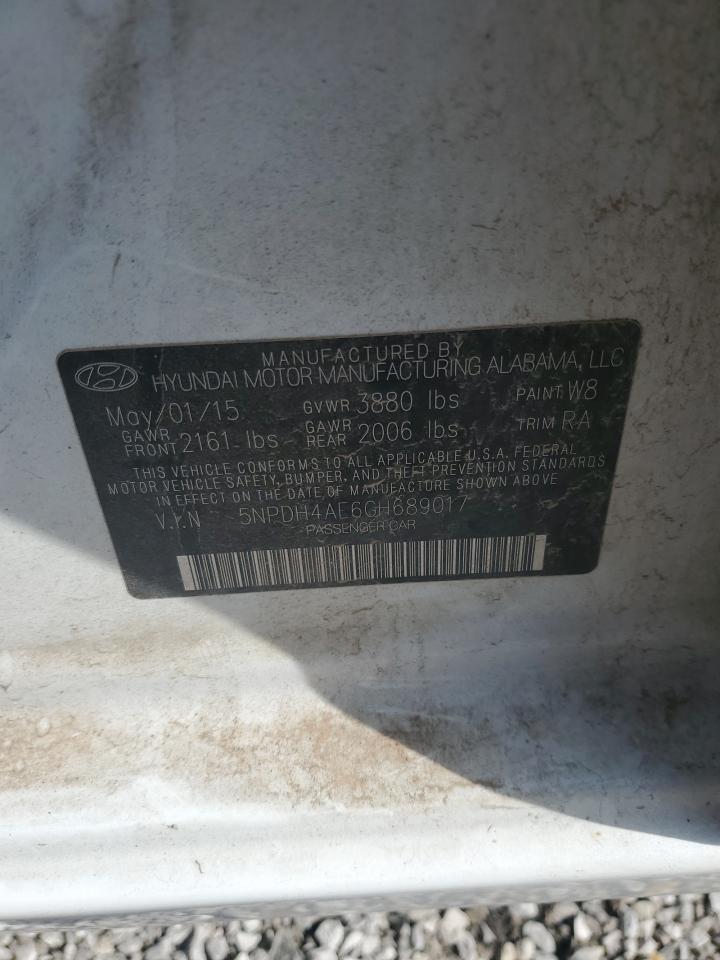 MANUFACTURED BY
HYUNDAI MOTOR MANUFACTURING ALABAMA, LLC
May/01/15 GVWR 3880 lbs PAINT W8
GAWR FRONT 2161 lbs GAWR REAR 2006 lbs TRIM RA
THIS VEHICLE CONFORMS TO ALL APPLICABLE U.S.A. FEDERAL
MOTOR VEHICLE SAFETY, BUMPER, AND THEFT PREVENTION STANDARDS
IN EFFECT ON THE DATE OF MANUFACTURE SHOWN ABOVE
V.I.N 5NPDH4AE6GH689017
PASSENGER CAR